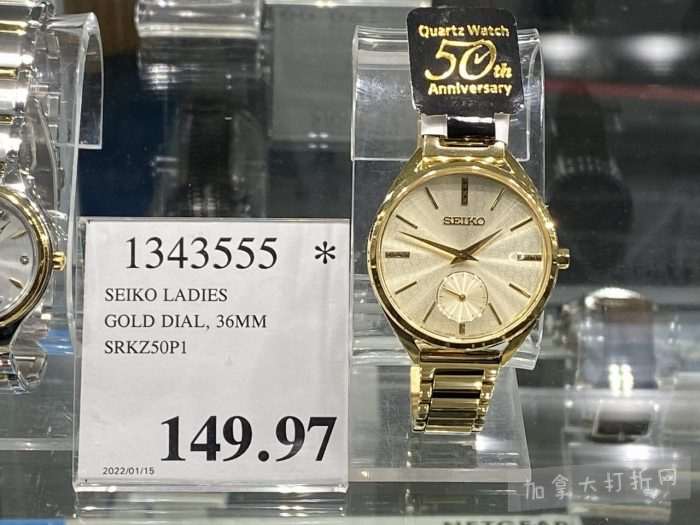 Quartz Watch
50th
Anniversary
SEIKO
1343555 *
SEIKO LADIES
GOLD DIAL, 36MM
SRKZ50P1
149.97
2022/01/15
加拿大打折网